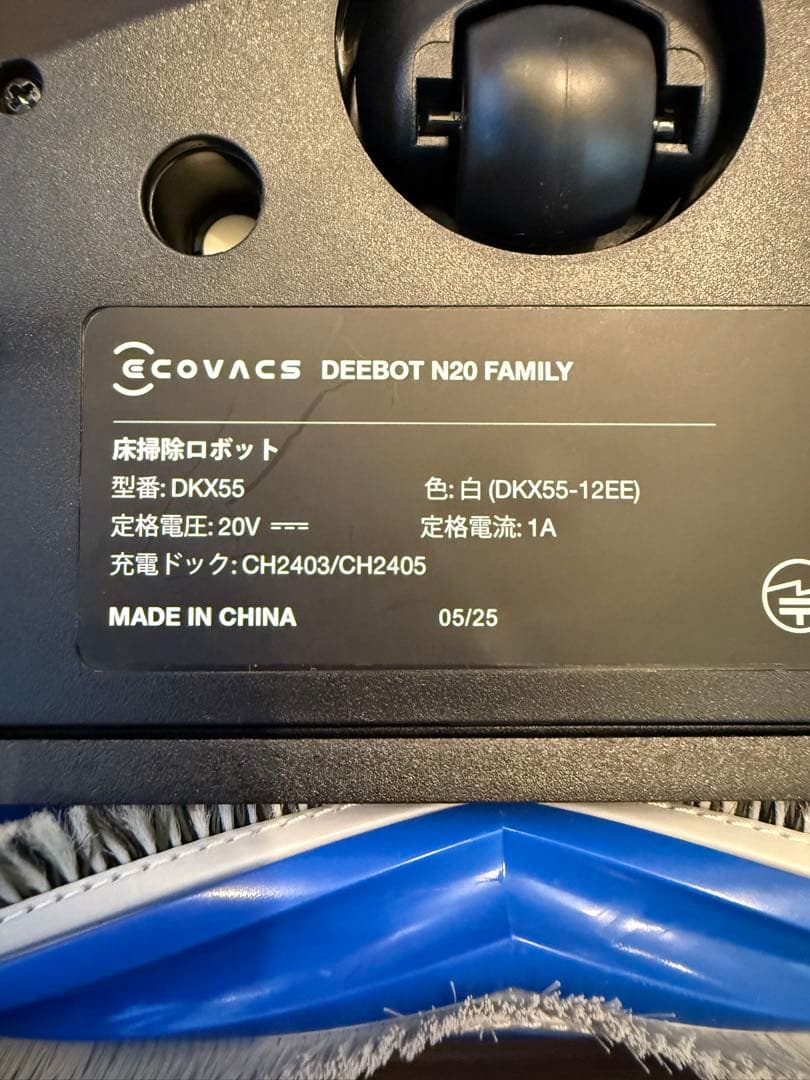 ECOVACS DEEBOT N20 FAMILY
床掃除ロボット
型番: DKX55 色: 白 (DKX55-12EE)
定格電圧: 20V 定格電流: 1A
充電ドック: CH2403/CH2405
MADE IN CHINA 05/25